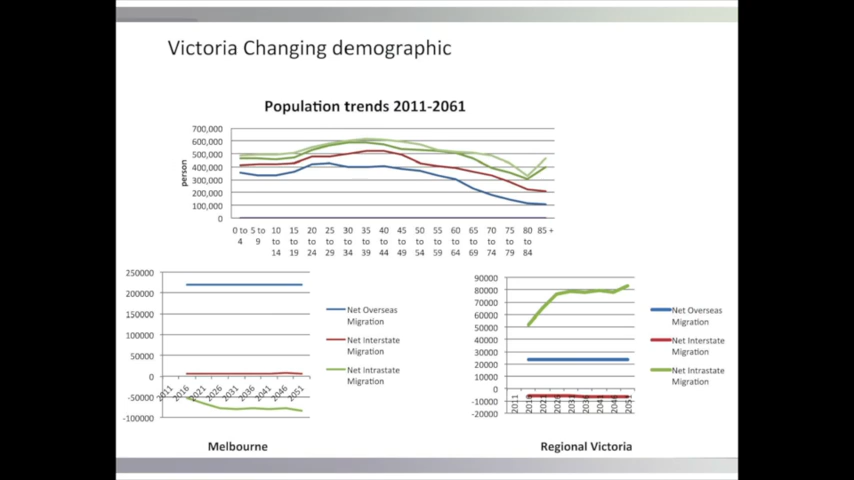 Victoria Changing demographic
Population trends 2011-2061
person
700,000
600,000
500,000
400,000
300,000
200,000
100,000
0
0 to 4
5 to 9
10 to 14
15 to 19
20 to 24
25 to 29
30 to 34
35 to 39
40 to 44
45 to 49
50 to 54
55 to 59
60 to 64
65 to 69
70 to 74
75 to 79
80 to 84
85 +
250000
200000
150000
100000
50000
0
-50000
-100000
2011
2016
2021
2026
2031
2036
2041
2046
2051
Net Overseas
Migration
Net Interstate
Migration
Net Intrastate
Migration
Melbourne
90000
80000
70000
60000
50000
40000
30000
20000
10000
0
-10000
-20000
2011
Net Overseas
Migration
Net Interstate
Migration
Net Intrastate
Migration
Regional Victoria